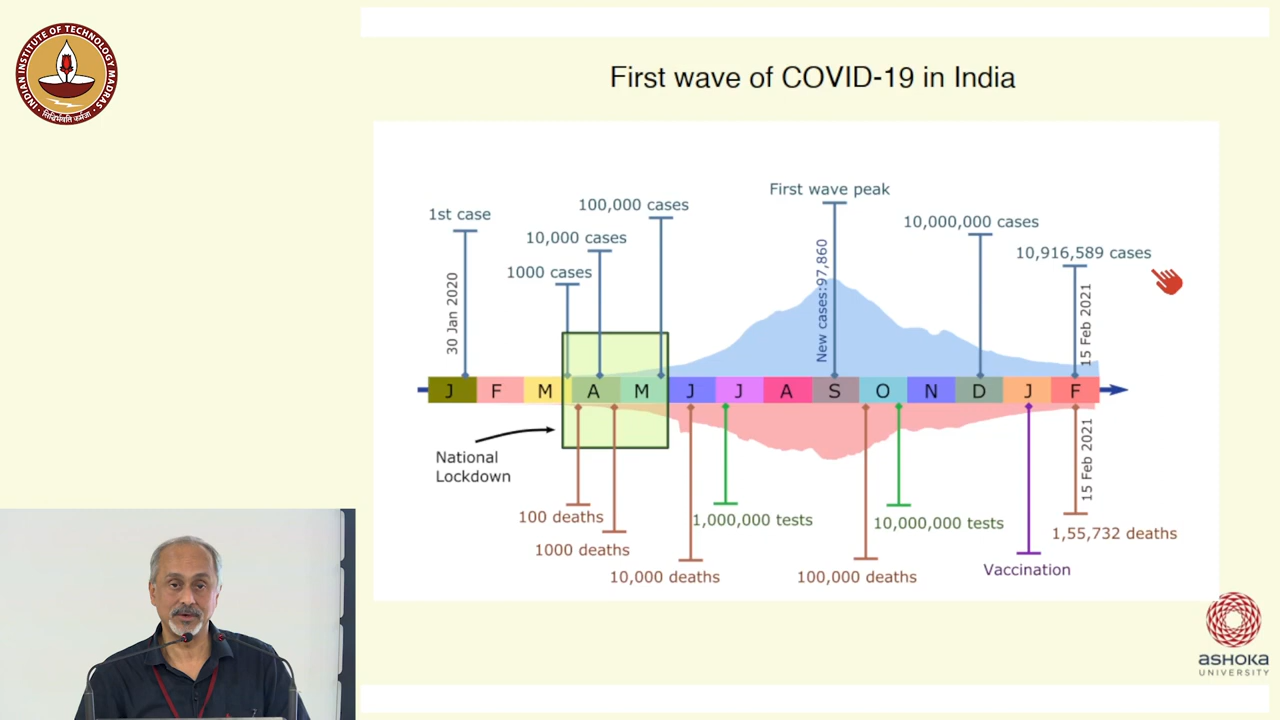 INDIAN INSTITUTE OF TECHNOLOGY MADRAS
सिद्धिर्भवति कर्मजा
First wave of COVID-19 in India
First wave peak
100,000 cases
1st case
10,000,000 cases
10,000 cases
10,916,589 cases
1000 cases
30 Jan 2020
New cases:97,860
15 Feb 2021
J F M A M J J A S O N D J F
National
Lockdown
15 Feb 2021
100 deaths
1,000,000 tests
10,000,000 tests
1,55,732 deaths
1000 deaths
10,000 deaths
100,000 deaths
Vaccination
ASHOKA
UNIVERSITY